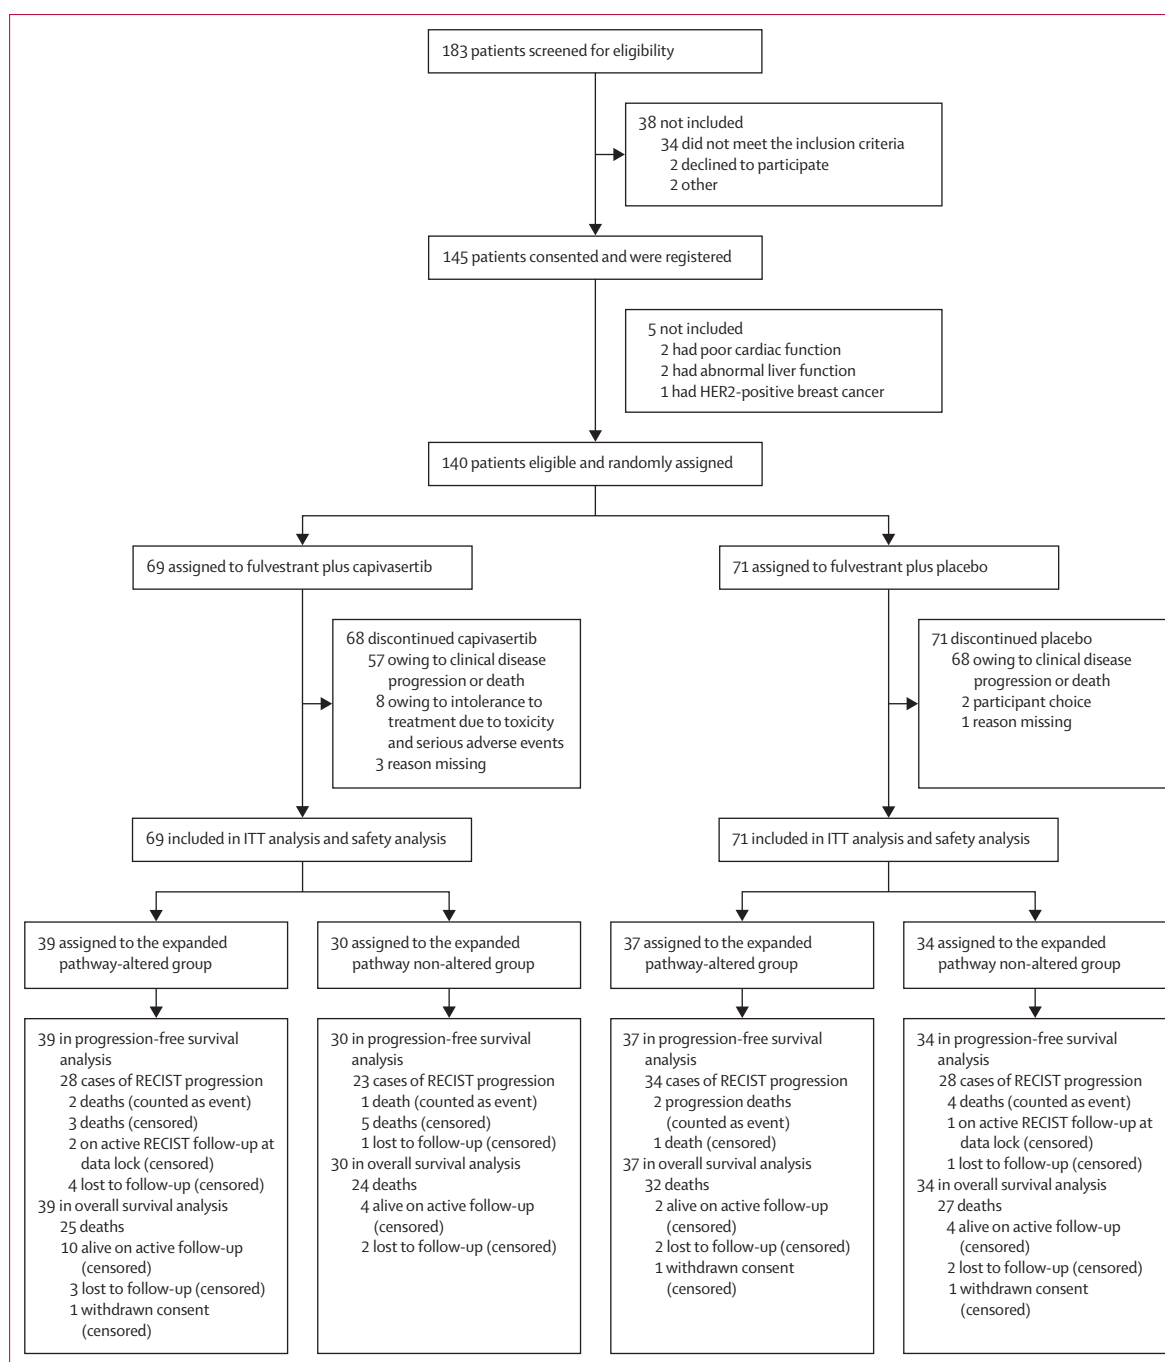 183 patients screened for eligibility
38 not included
34 did not meet the inclusion criteria
2 declined to participate
2 other
145 patients consented and were registered
5 not included
2 had poor cardiac function
2 had abnormal liver function
1 had HER2-positive breast cancer
140 patients eligible and randomly assigned
69 assigned to fulvestrant plus capivasertib
71 assigned to fulvestrant plus placebo
68 discontinued capivasertib
57 owing to clinical disease
progression or death
8 owing to intolerance to
treatment due to toxicity
and serious adverse events
3 reason missing
71 discontinued placebo
68 owing to clinical disease
progression or death
2 participant choice
1 reason missing
69 included in ITT analysis and safety analysis
71 included in ITT analysis and safety analysis
39 assigned to the expanded
pathway-altered group
30 assigned to the expanded
pathway non-altered group
37 assigned to the expanded
pathway-altered group
34 assigned to the expanded
pathway non-altered group
39 in progression-free survival
analysis
28 cases of RECIST progression
2 deaths (counted as event)
3 deaths (censored)
2 on active RECIST follow-up at
data lock (censored)
4 lost to follow-up (censored)
39 in overall survival analysis
25 deaths
10 alive on active follow-up
(censored)
3 lost to follow-up (censored)
1 withdrawn consent
(censored)
30 in progression-free survival
analysis
23 cases of RECIST progression
1 death (counted as event)
5 deaths (censored)
1 lost to follow-up (censored)
30 in overall survival analysis
24 deaths
4 alive on active follow-up
(censored)
2 lost to follow-up (censored)
37 in progression-free survival
analysis
34 cases of RECIST progression
2 progression deaths
(counted as event)
1 death (censored)
37 in overall survival analysis
32 deaths
2 alive on active follow-up
(censored)
2 lost to follow-up (censored)
1 withdrawn consent
(censored)
34 in progression-free survival
analysis
28 cases of RECIST progression
4 deaths (counted as event)
1 on active RECIST follow-up at
data lock (censored)
1 lost to follow-up (censored)
34 in overall survival analysis
27 deaths
4 alive on active follow-up
(censored)
2 lost to follow-up (censored)
1 withdrawn consent
(censored)